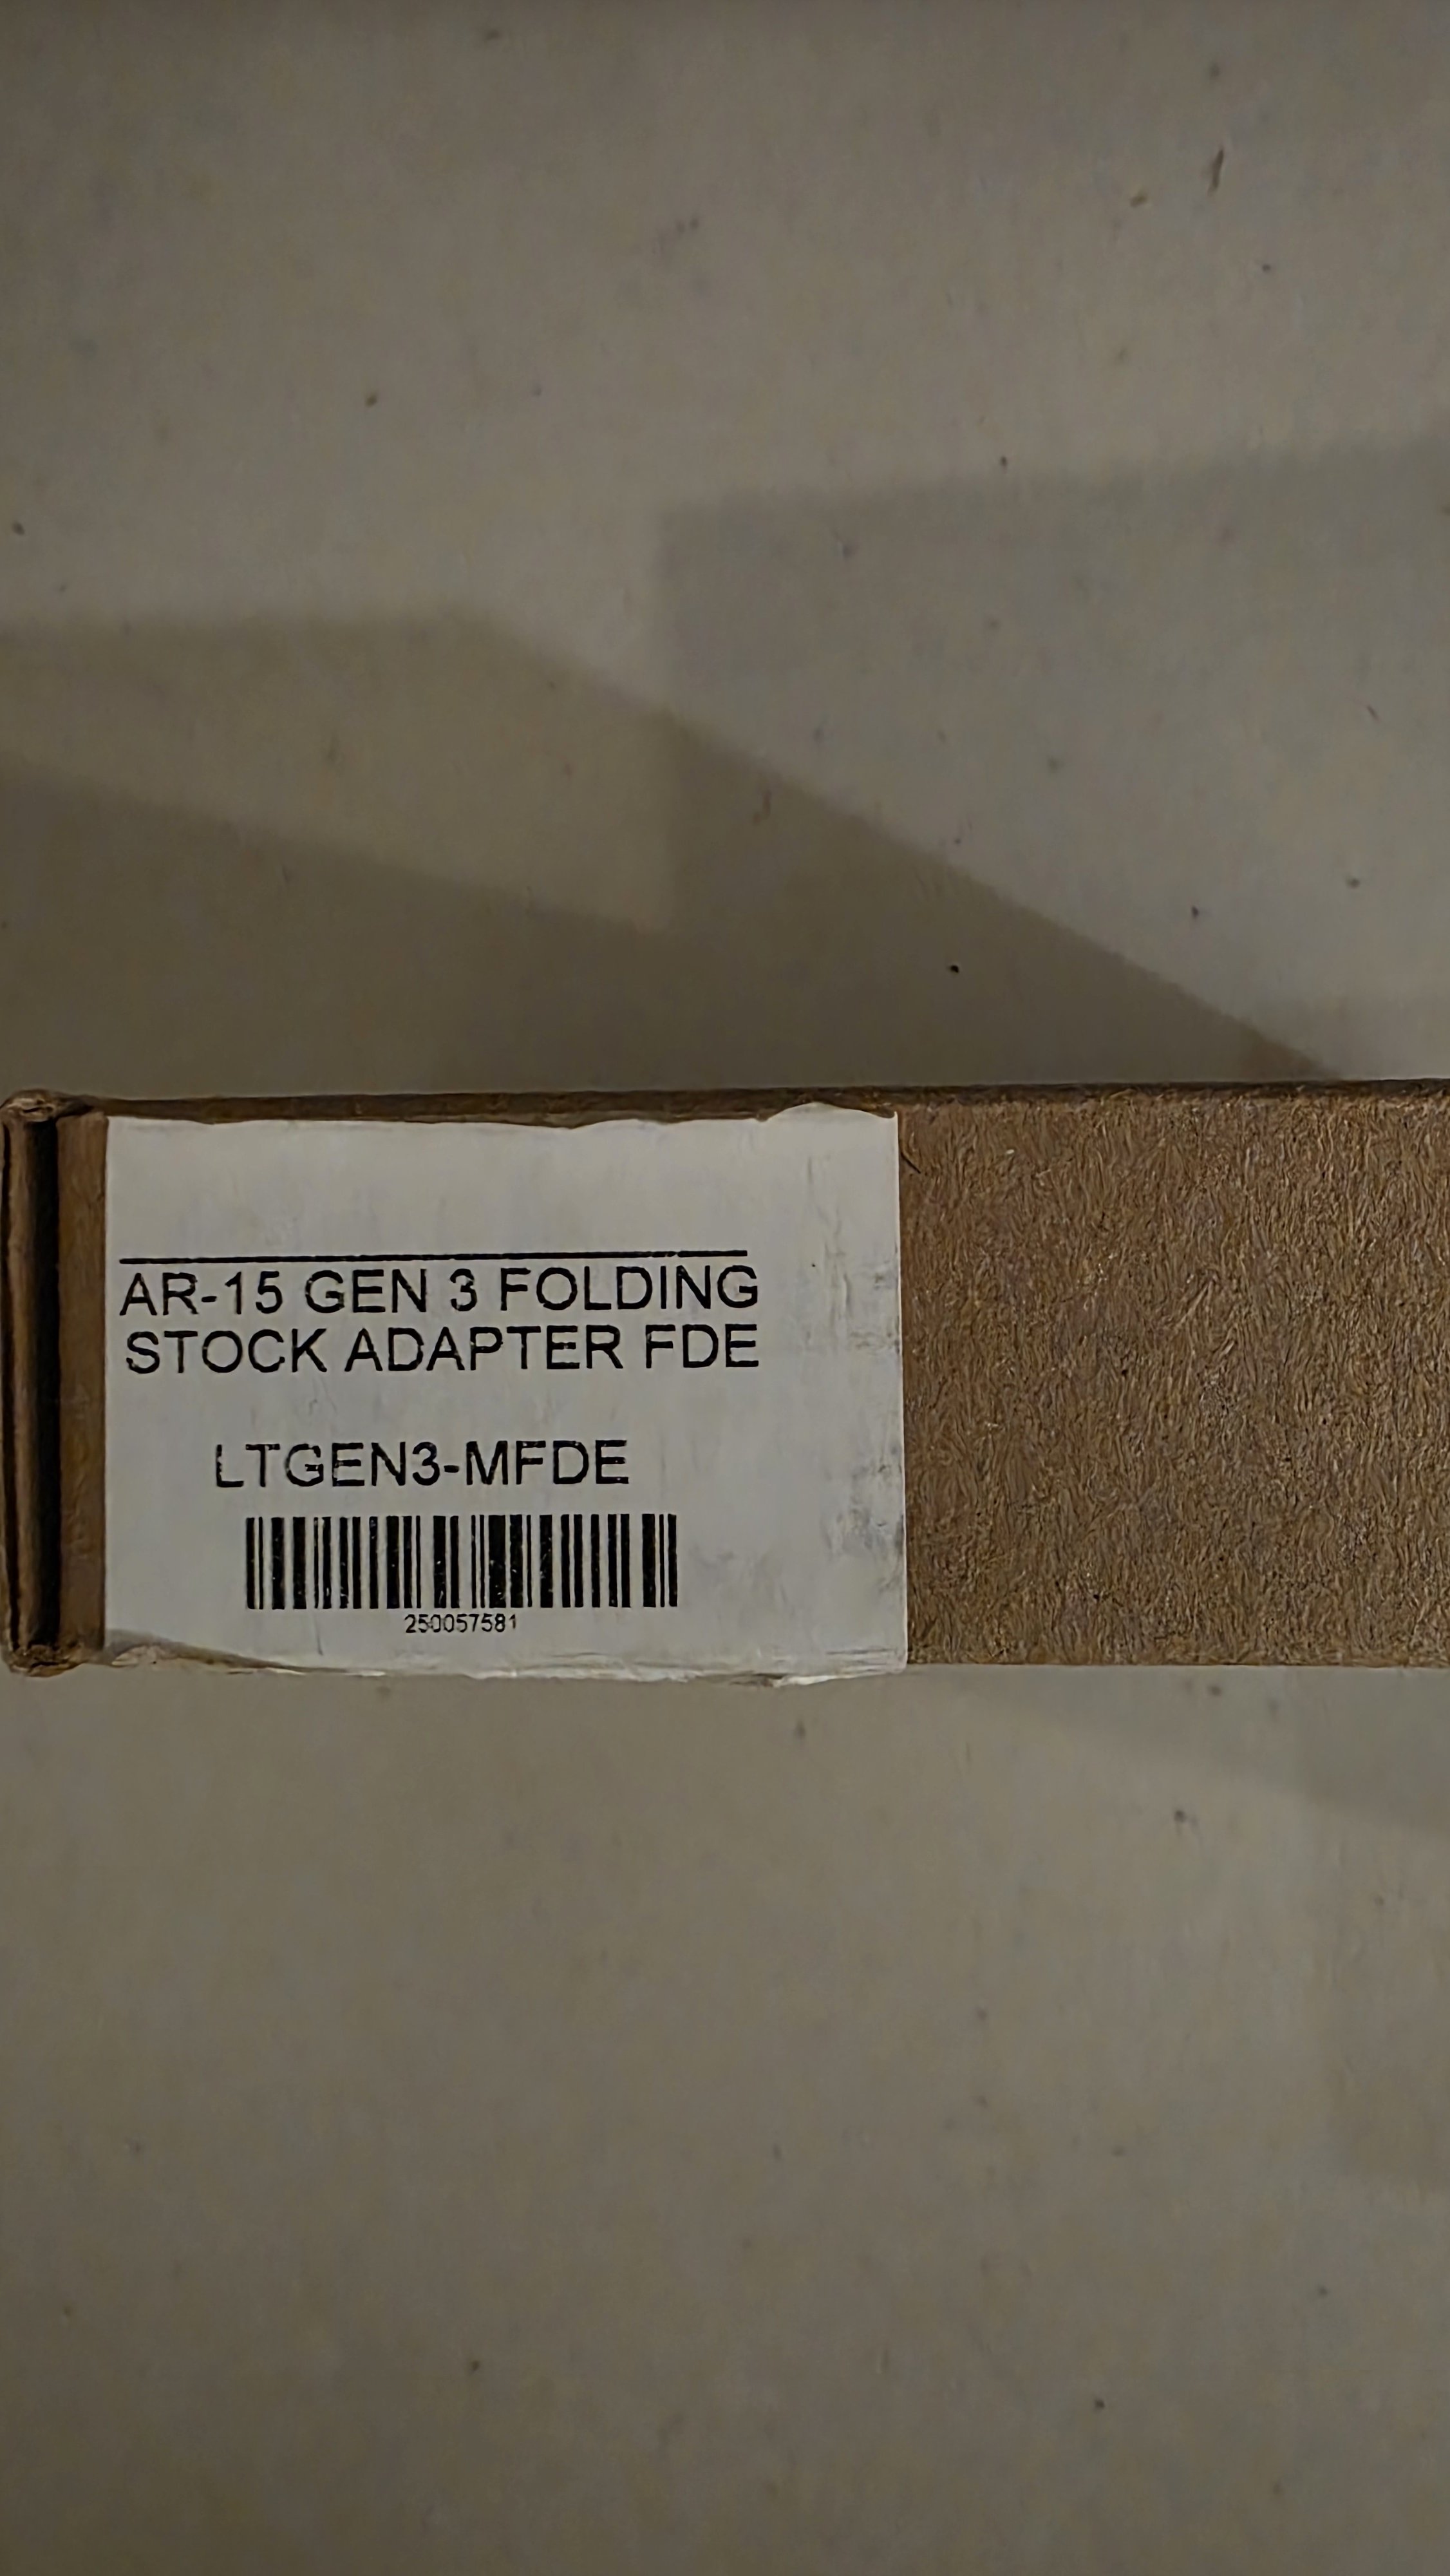 AR-15 GEN 3 FOLDING
STOCK ADAPTER FDE
LTGEN3-MFDE
250057581